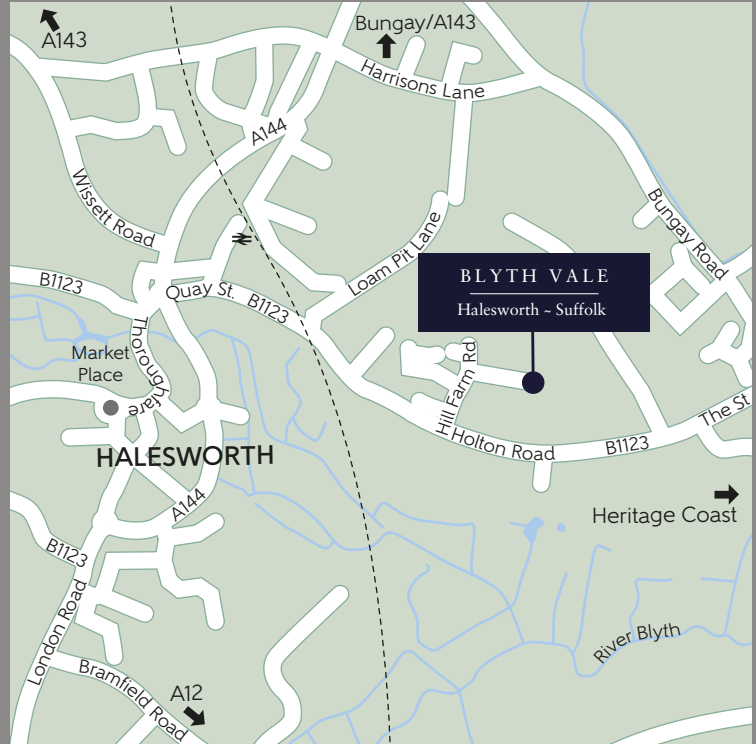 A143
Bungay/A143
Harrisons Lane
A144
Wissett Road
Bungay Road
Loam Pit Lane
BLYTH VALE
Halesworth ~ Suffolk
B1123
Quay St.
B1123
Thoroughfare
Market
Place
Hill Farm Rd
The St
Holton Road
B1123
HALESWORTH
A144
Heritage Coast
B1123
London Road
River Blyth
Bramfield Road
A12